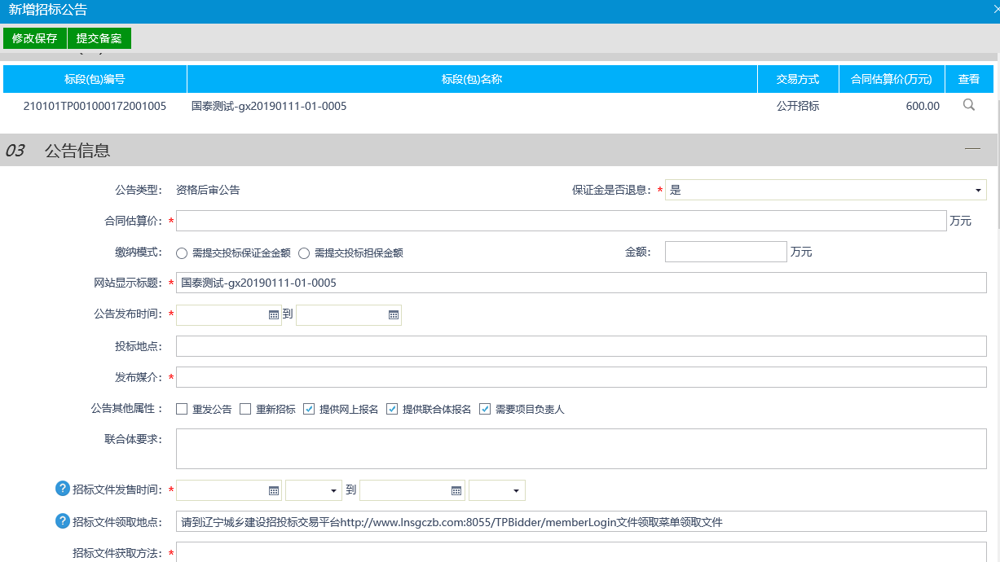 新增招标公告
修改保存 提交备案
标段(包)编号 标段(包)名称 交易方式 合同估算价(万元) 查看
210101TP001000172001005 国泰测试-gx20190111-01-0005 公开招标 600.00
03 公告信息
公告类型: 资格后审公告 保证金是否退息: * 是
合同估算价: * 万元
缴纳模式: 需提交投标保证金金额 需提交投标担保金额 金额: 万元
网站显示标题: * 国泰测试-gx20190111-01-0005
公告发布时间: * 到
投标地点:
发布媒介: *
公告其他属性: 重发公告 重新招标 提供网上报名 提供联合体报名 需要项目负责人
联合体要求:
? 招标文件发售时间: * 到
? 招标文件领取地点: 请到辽宁城乡建设招投标交易平台http://www.lnsgczb.com:8055/TPBidder/memberLogin文件领取菜单领取文件
招标文件获取方法: *